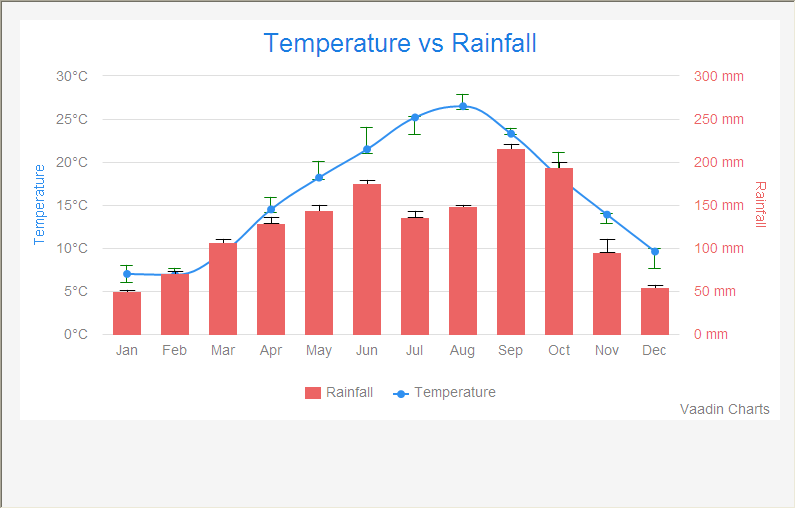 Temperature vs Rainfall
30°C
25°C
20°C
15°C
10°C
5°C
0°C
Temperature
300 mm
250 mm
200 mm
150 mm
100 mm
50 mm
0 mm
Rainfall
Jan Feb Mar Apr May Jun Jul Aug Sep Oct Nov Dec
Rainfall Temperature
Vaadin Charts